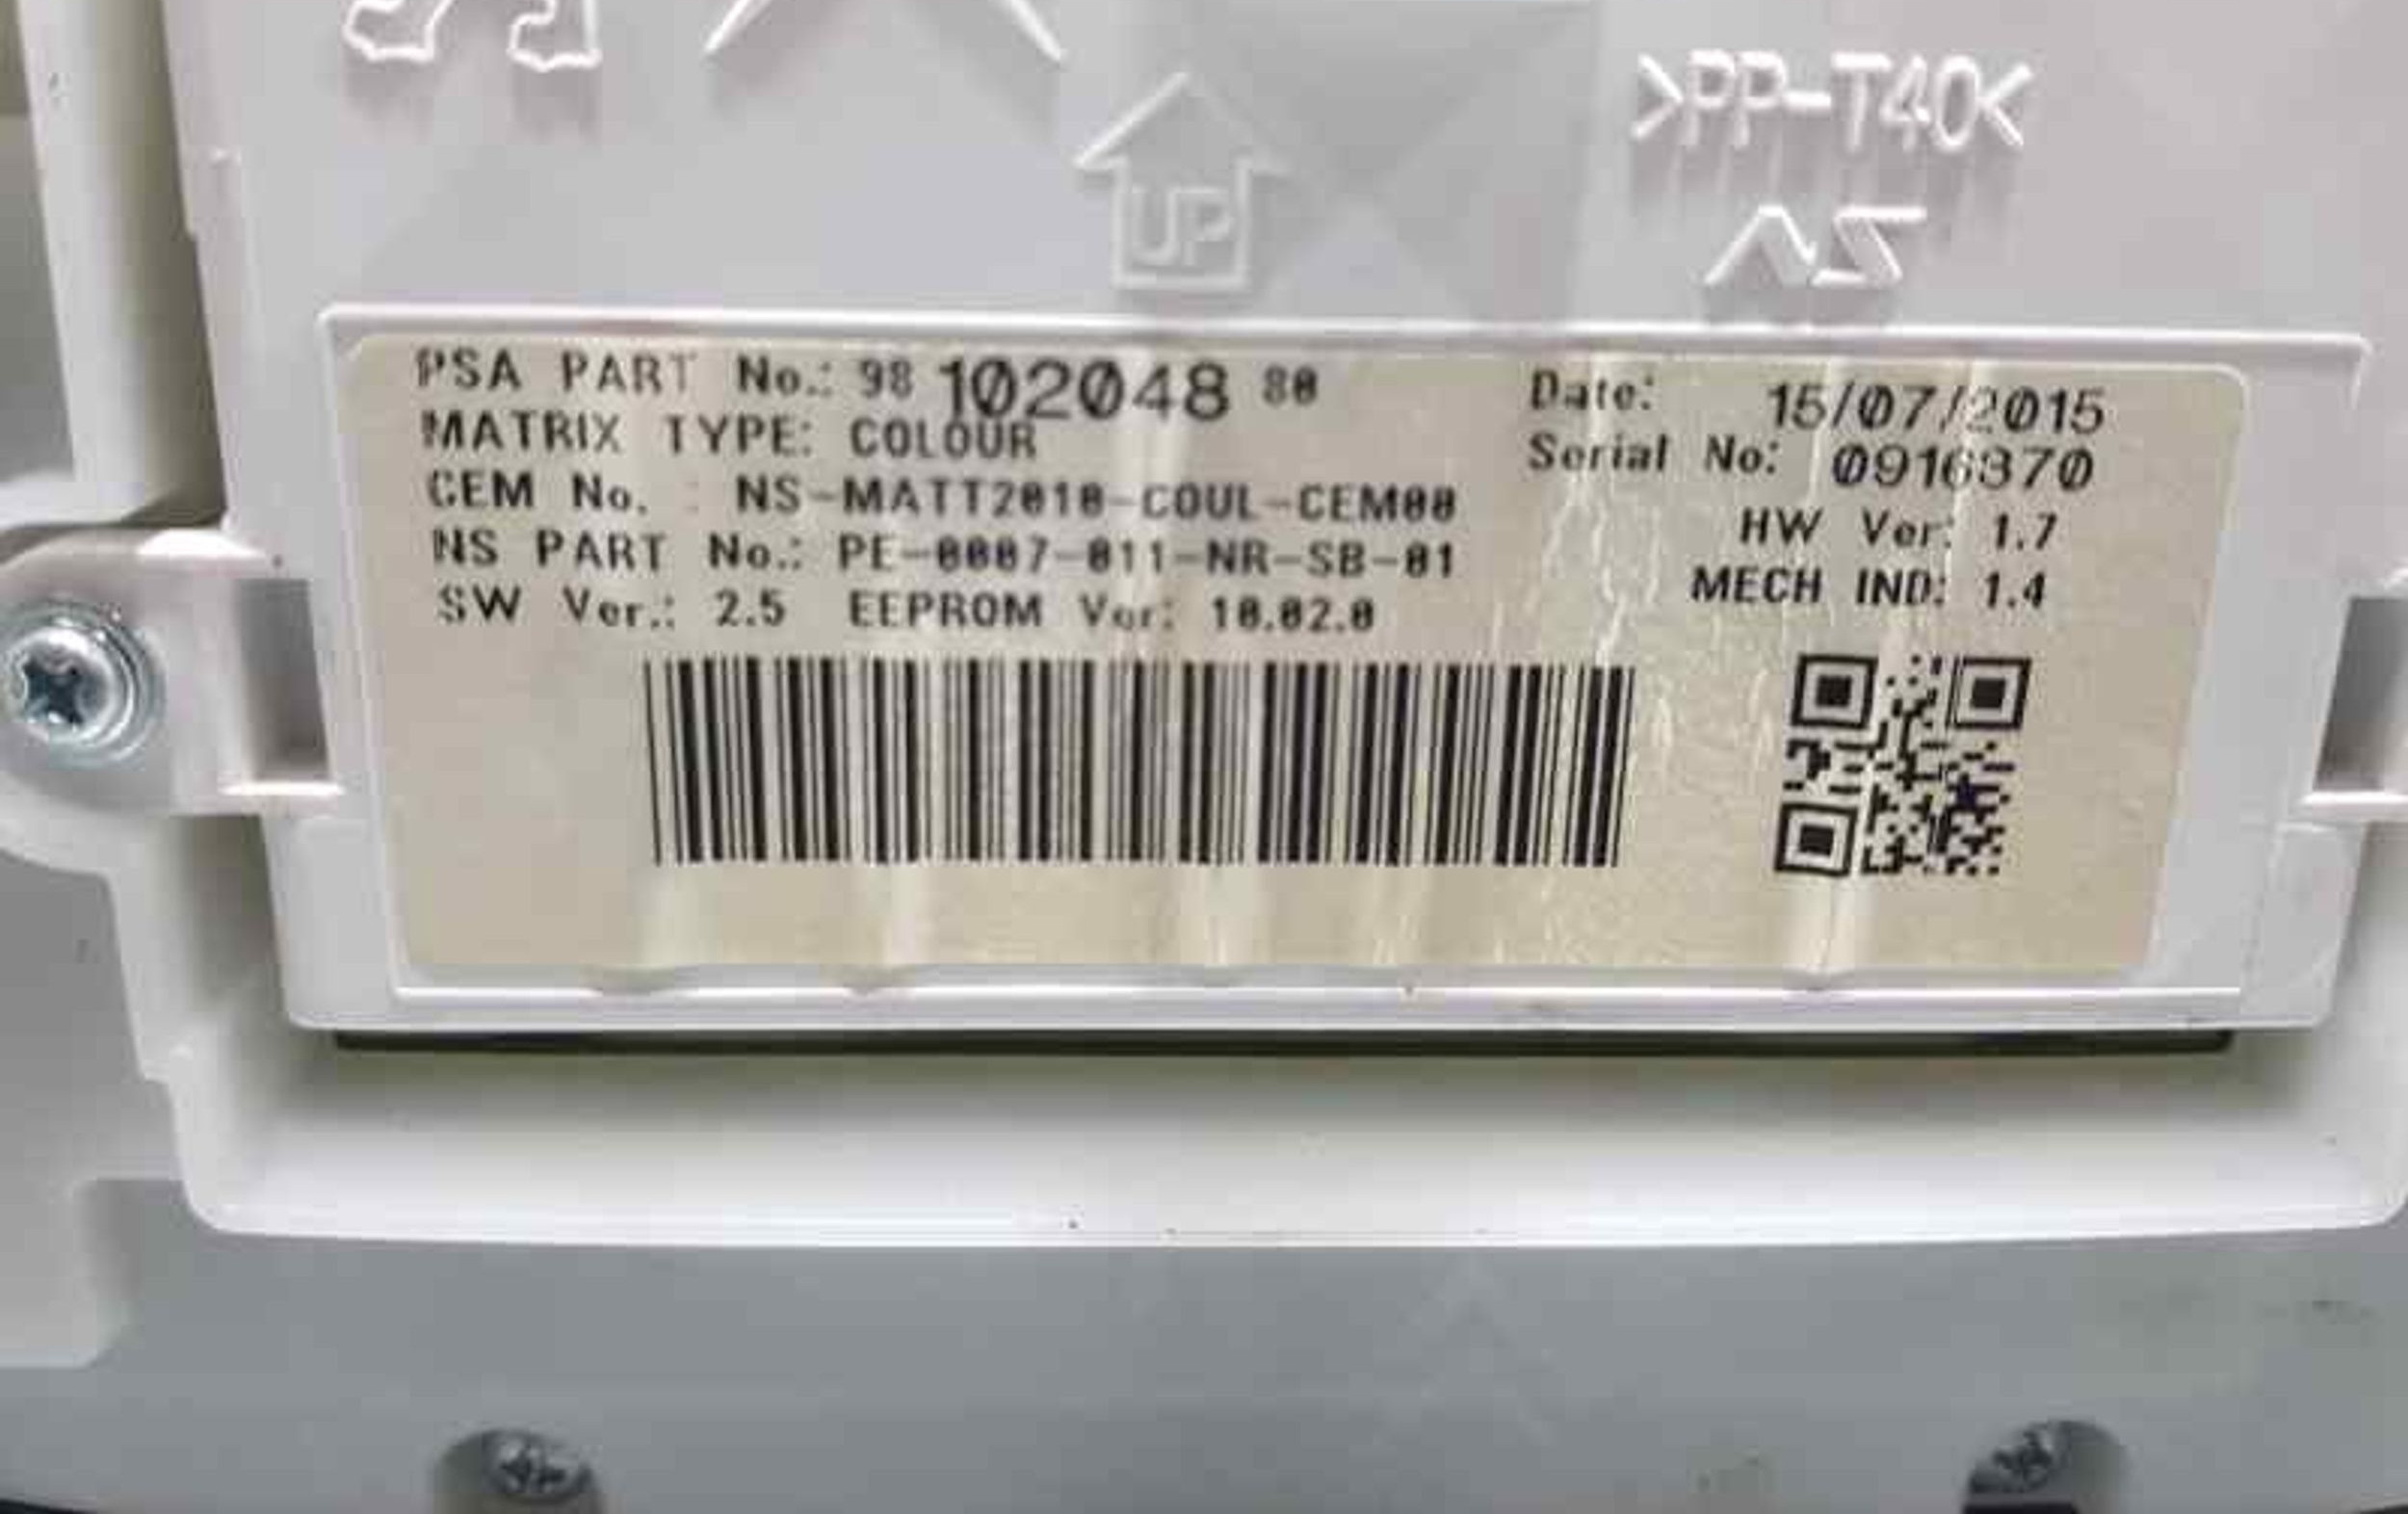 >PP-T40<
UP
NS
PSA PART No.: 98 102048 80
Date: 15/07/2015
MATRIX TYPE: COLOUR
Serial No: 0916370
CEM No. : NS-MATT2010-COUL-CEM00
HW Ver: 1.7
NS PART No.: PE-0007-011-NR-SB-01
MECH IND: 1.4
SW Ver.: 2.5 EEPROM Ver: 10.02.0